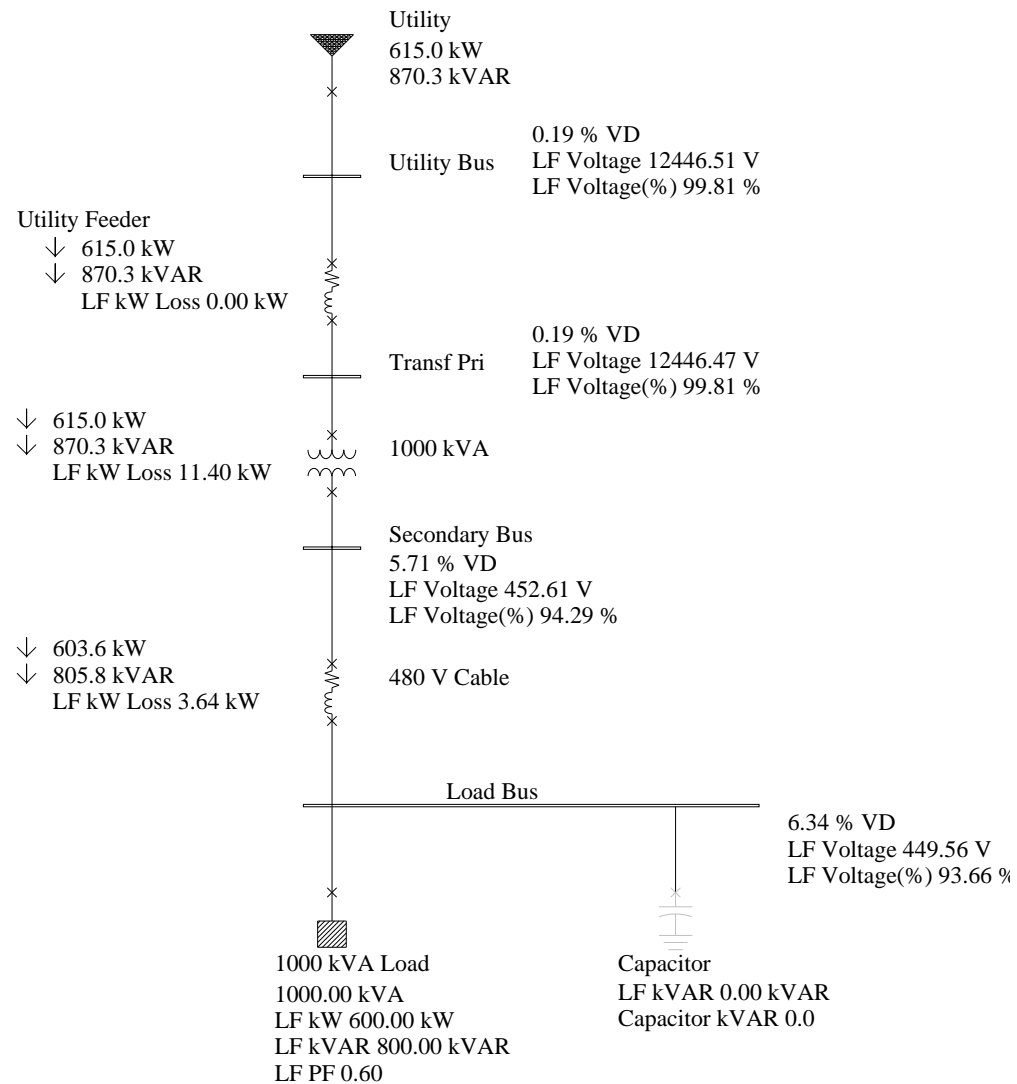 Utility
615.0 kW
870.3 kVAR
0.19 % VD
Utility Bus
LF Voltage 12446.51 V
LF Voltage(%) 99.81 %
Utility Feeder
615.0 kW
870.3 kVAR
LF kW Loss 0.00 kW
0.19 % VD
Transf Pri
LF Voltage 12446.47 V
LF Voltage(%) 99.81 %
615.0 kW
870.3 kVAR
LF kW Loss 11.40 kW
1000 kVA
Secondary Bus
5.71 % VD
LF Voltage 452.61 V
LF Voltage(%) 94.29 %
603.6 kW
805.8 kVAR
LF kW Loss 3.64 kW
480 V Cable
Load Bus
6.34 % VD
LF Voltage 449.56 V
LF Voltage(%) 93.66 %
1000 kVA Load
1000.00 kVA
LF kW 600.00 kW
LF kVAR 800.00 kVAR
LF PF 0.60
Capacitor
LF kVAR 0.00 kVAR
Capacitor kVAR 0.0